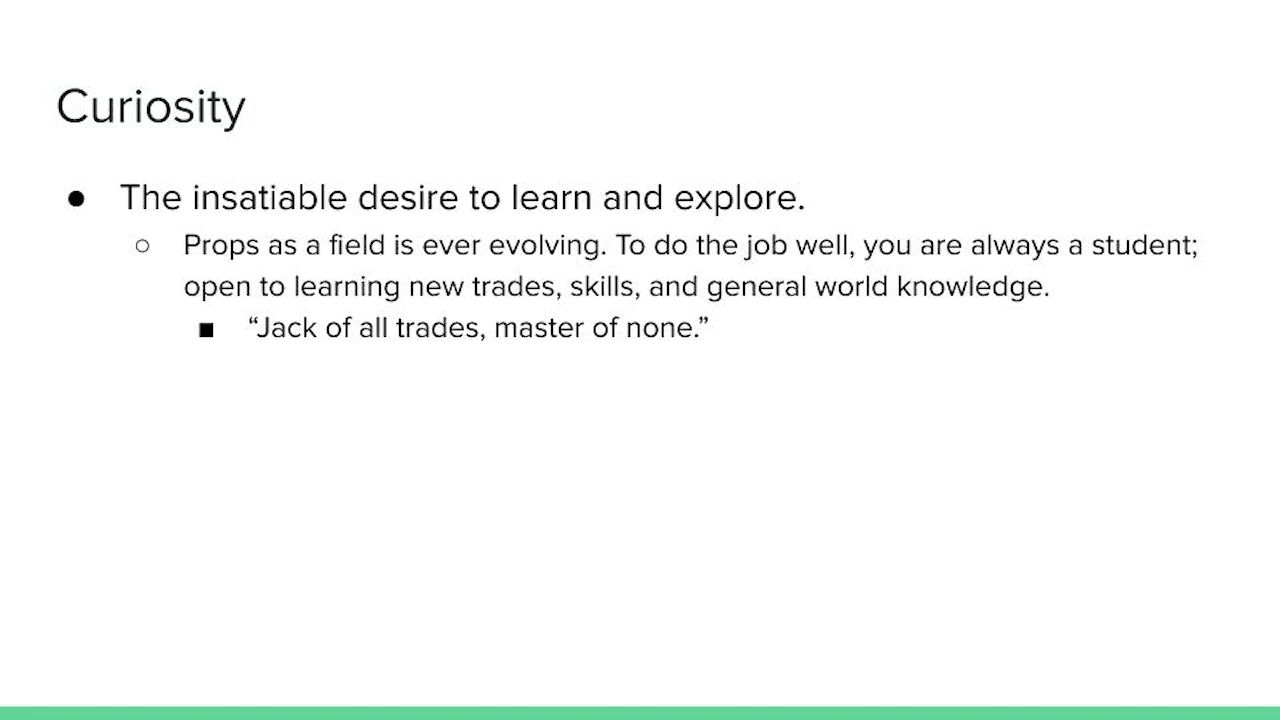 Curiosity
● The insatiable desire to learn and explore.
○ Props as a field is ever evolving. To do the job well, you are always a student;
open to learning new trades, skills, and general world knowledge.
■ “Jack of all trades, master of none.”